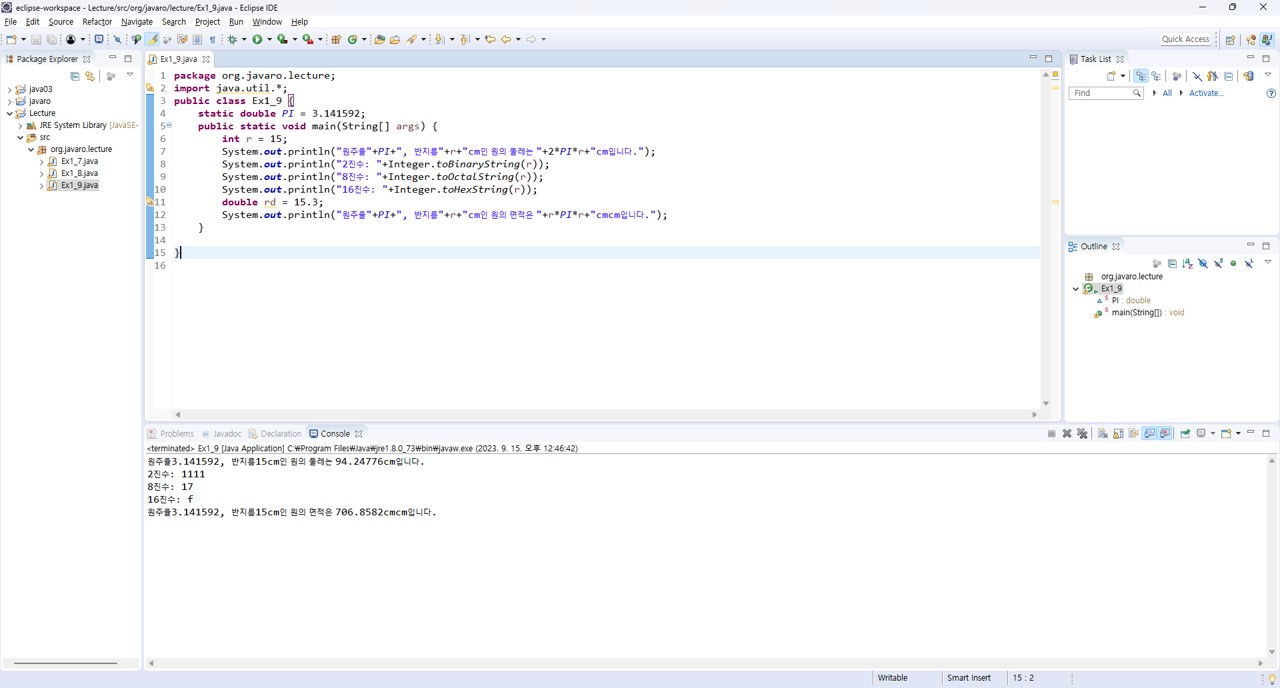 eclipse-workspace - Lecture/src/org/javaro/lecture/Ex1_9.java - Eclipse IDE
File Edit Source Refactor Navigate Search Project Run Window Help
Quick Access
Package Explorer
java03
javaro
Lecture
JRE System Library [JavaSE-
src
org.javaro.lecture
Ex1_7.java
Ex1_8.java
Ex1_9.java
Ex1_9.java
1 package org.javaro.lecture;
2 import java.util.*;
3 public class Ex1_9 {
4 static double PI = 3.141592;
5 public static void main(String[] args) {
6 int r = 15;
7 System.out.println("원주율"+PI+", 반지름"+r+"cm인 원의 둘레는 "+2*PI*r+"cm입니다.");
8 System.out.println("2진수: "+Integer.toBinaryString(r));
9 System.out.println("8진수: "+Integer.toOctalString(r));
10 System.out.println("16진수: "+Integer.toHexString(r));
11 double rd = 15.3;
12 System.out.println("원주율"+PI+", 반지름"+r+"cm인 원의 면적은 "+r*PI*r+"cmcm입니다.");
13 }
14
15 }
16
Task List
Find All Activate...
Outline
org.javaro.lecture
Ex1_9
PI : double
main(String[]) : void
Problems Javadoc Declaration Console
<terminated> Ex1_9 [Java Application] C:₩Program Files₩Java₩jre1.8.0_73₩bin₩javaw.exe (2023. 9. 15. 오후 12:46:42)
원주율3.141592, 반지름15cm인 원의 둘레는 94.24776cm입니다.
2진수: 1111
8진수: 17
16진수: f
원주율3.141592, 반지름15cm인 원의 면적은 706.8582cmcm입니다.
Writable Smart Insert 15 : 2